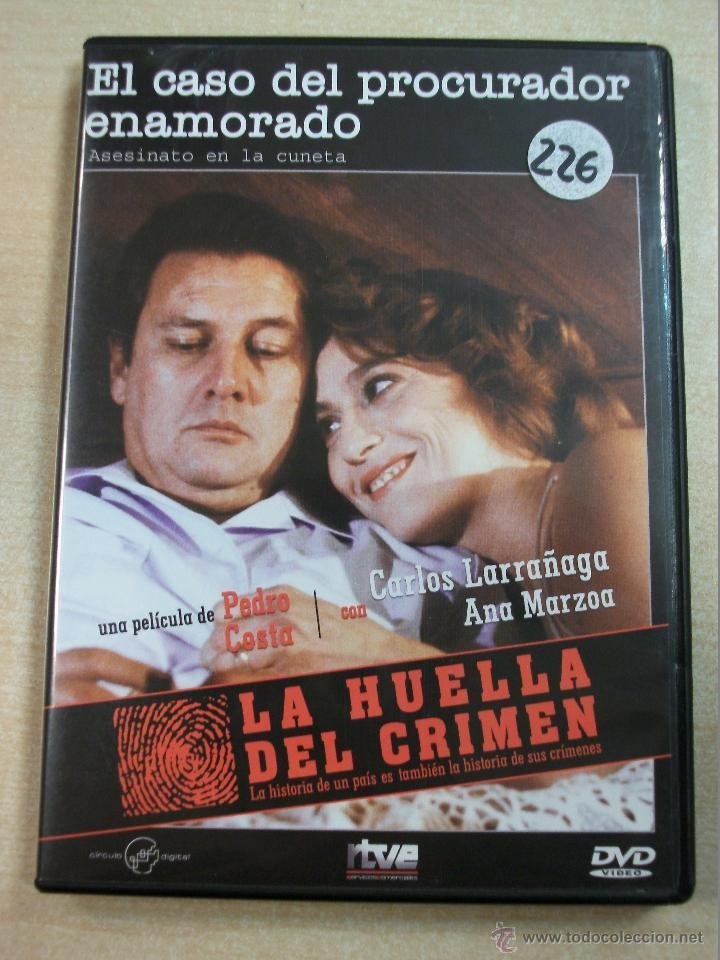 El caso del procurador
enamorado
Asesinato en la cuneta
226
una película de Pedro
Costa
con Carlos Larrañaga
Ana Marzoa
LA HUELLA
DEL CRIMEN
La historia de un país es también la historia de sus crímenes
círculo digital
rtve
DVD
VIDEO
© www.todocoleccion.net